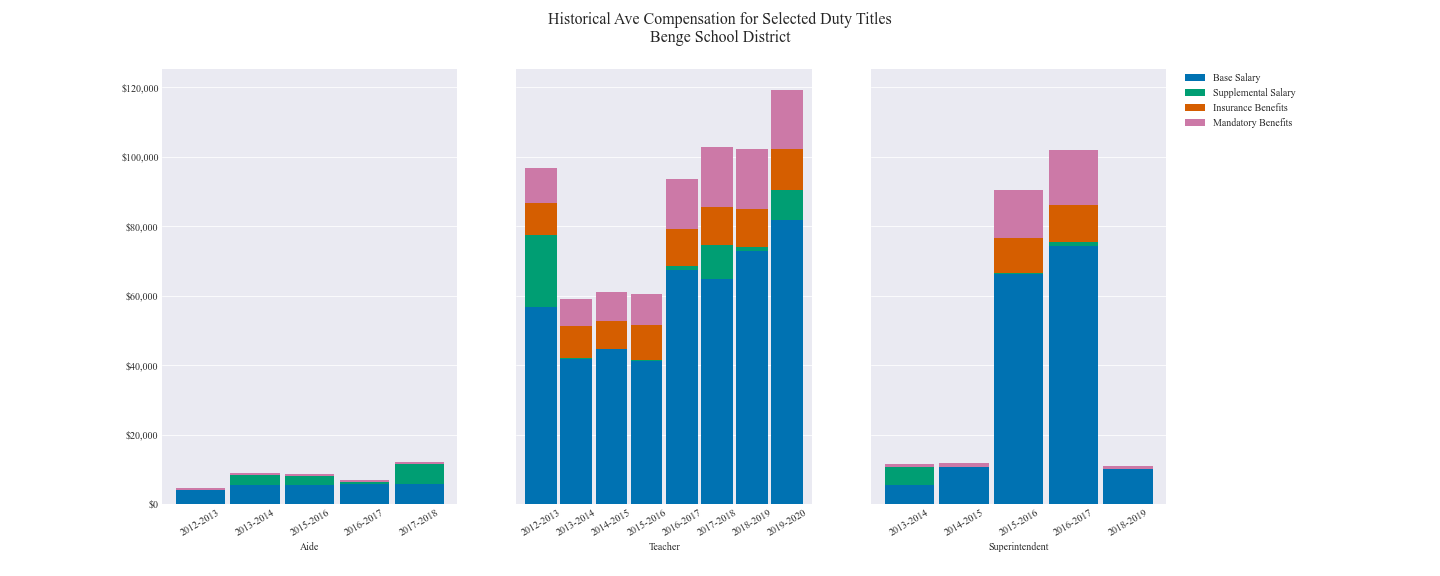 Historical Ave Compensation for Selected Duty Titles
Benge School District
Base Salary
Supplemental Salary
Insurance Benefits
Mandatory Benefits
$120,000
$100,000
$80,000
$60,000
$40,000
$20,000
$0
2012-2013
2013-2014
2015-2016
2016-2017
2017-2018
Aide
2012-2013
2013-2014
2014-2015
2015-2016
2016-2017
2017-2018
2018-2019
2019-2020
Teacher
2013-2014
2014-2015
2015-2016
2016-2017
2018-2019
Superintendent